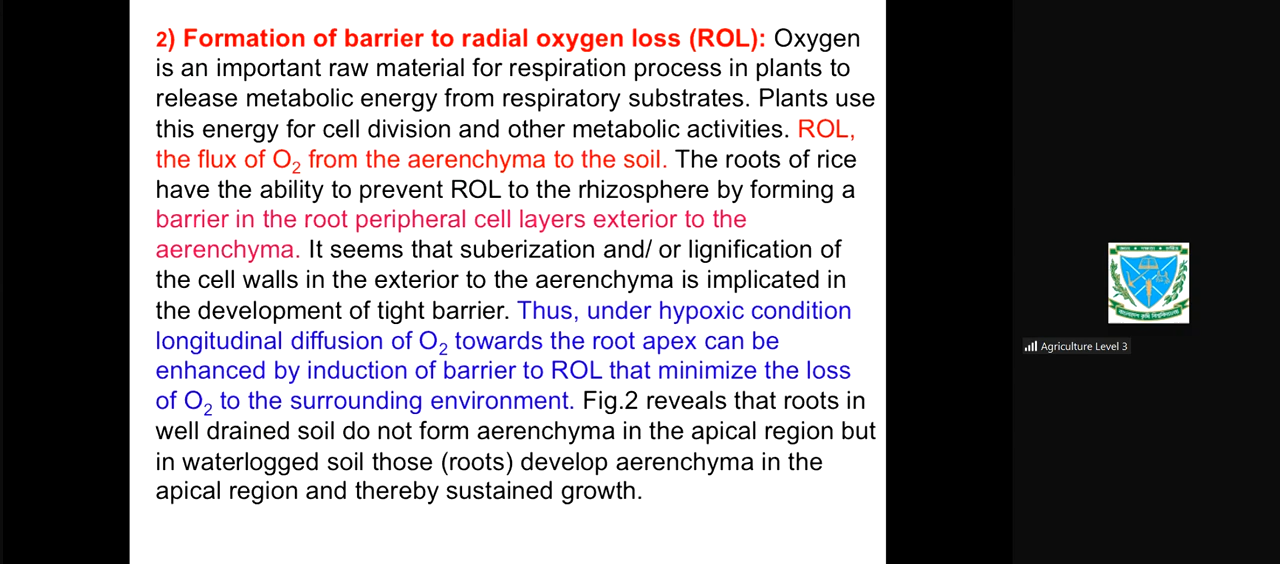 2) Formation of barrier to radial oxygen loss (ROL): Oxygen
is an important raw material for respiration process in plants to
release metabolic energy from respiratory substrates. Plants use
this energy for cell division and other metabolic activities. ROL,
the flux of O₂ from the aerenchyma to the soil. The roots of rice
have the ability to prevent ROL to the rhizosphere by forming a
barrier in the root peripheral cell layers exterior to the
aerenchyma. It seems that suberization and/ or lignification of
the cell walls in the exterior to the aerenchyma is implicated in
the development of tight barrier. Thus, under hypoxic condition
longitudinal diffusion of O₂ towards the root apex can be
enhanced by induction of barrier to ROL that minimize the loss
of O₂ to the surrounding environment. Fig.2 reveals that roots in
well drained soil do not form aerenchyma in the apical region but
in waterlogged soil those (roots) develop aerenchyma in the
apical region and thereby sustained growth.
Agriculture Level 3